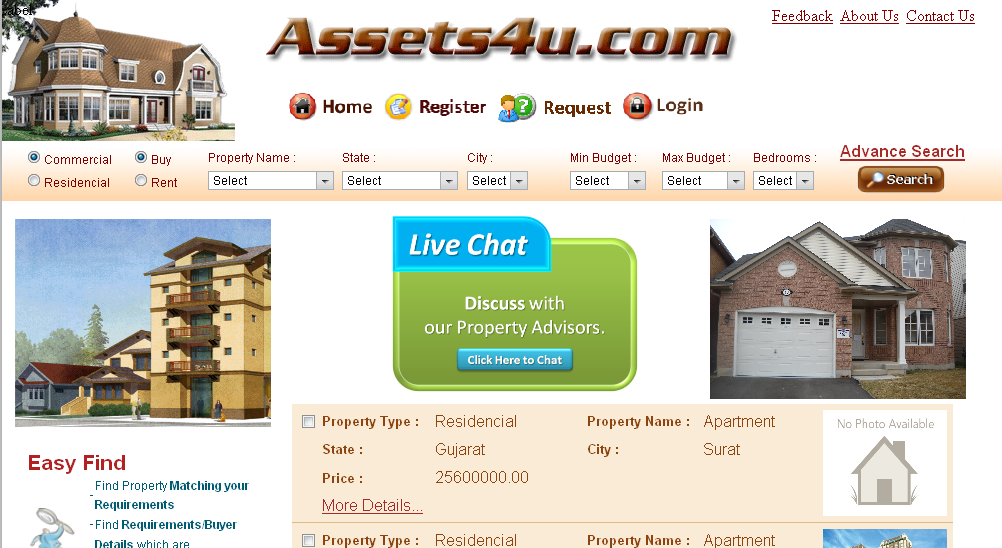 Feedback About Us Contact Us
Assets4u.com
Home Register Request Login
Commercial Buy Property Name : State : City : Min Budget : Max Budget : Bedrooms : Advance Search
Residencial Rent Select Select Select Select Select Select Search
Live Chat
Discuss with
our Property Advisors.
Click Here to Chat
Property Type : Residencial Property Name : Apartment No Photo Available
State : Gujarat City : Surat
Price : 25600000.00
More Details...
Property Type : Residencial Property Name : Apartment
Easy Find
- Find Property Matching your
Requirements
-Find Requirements/Buyer
Details which are